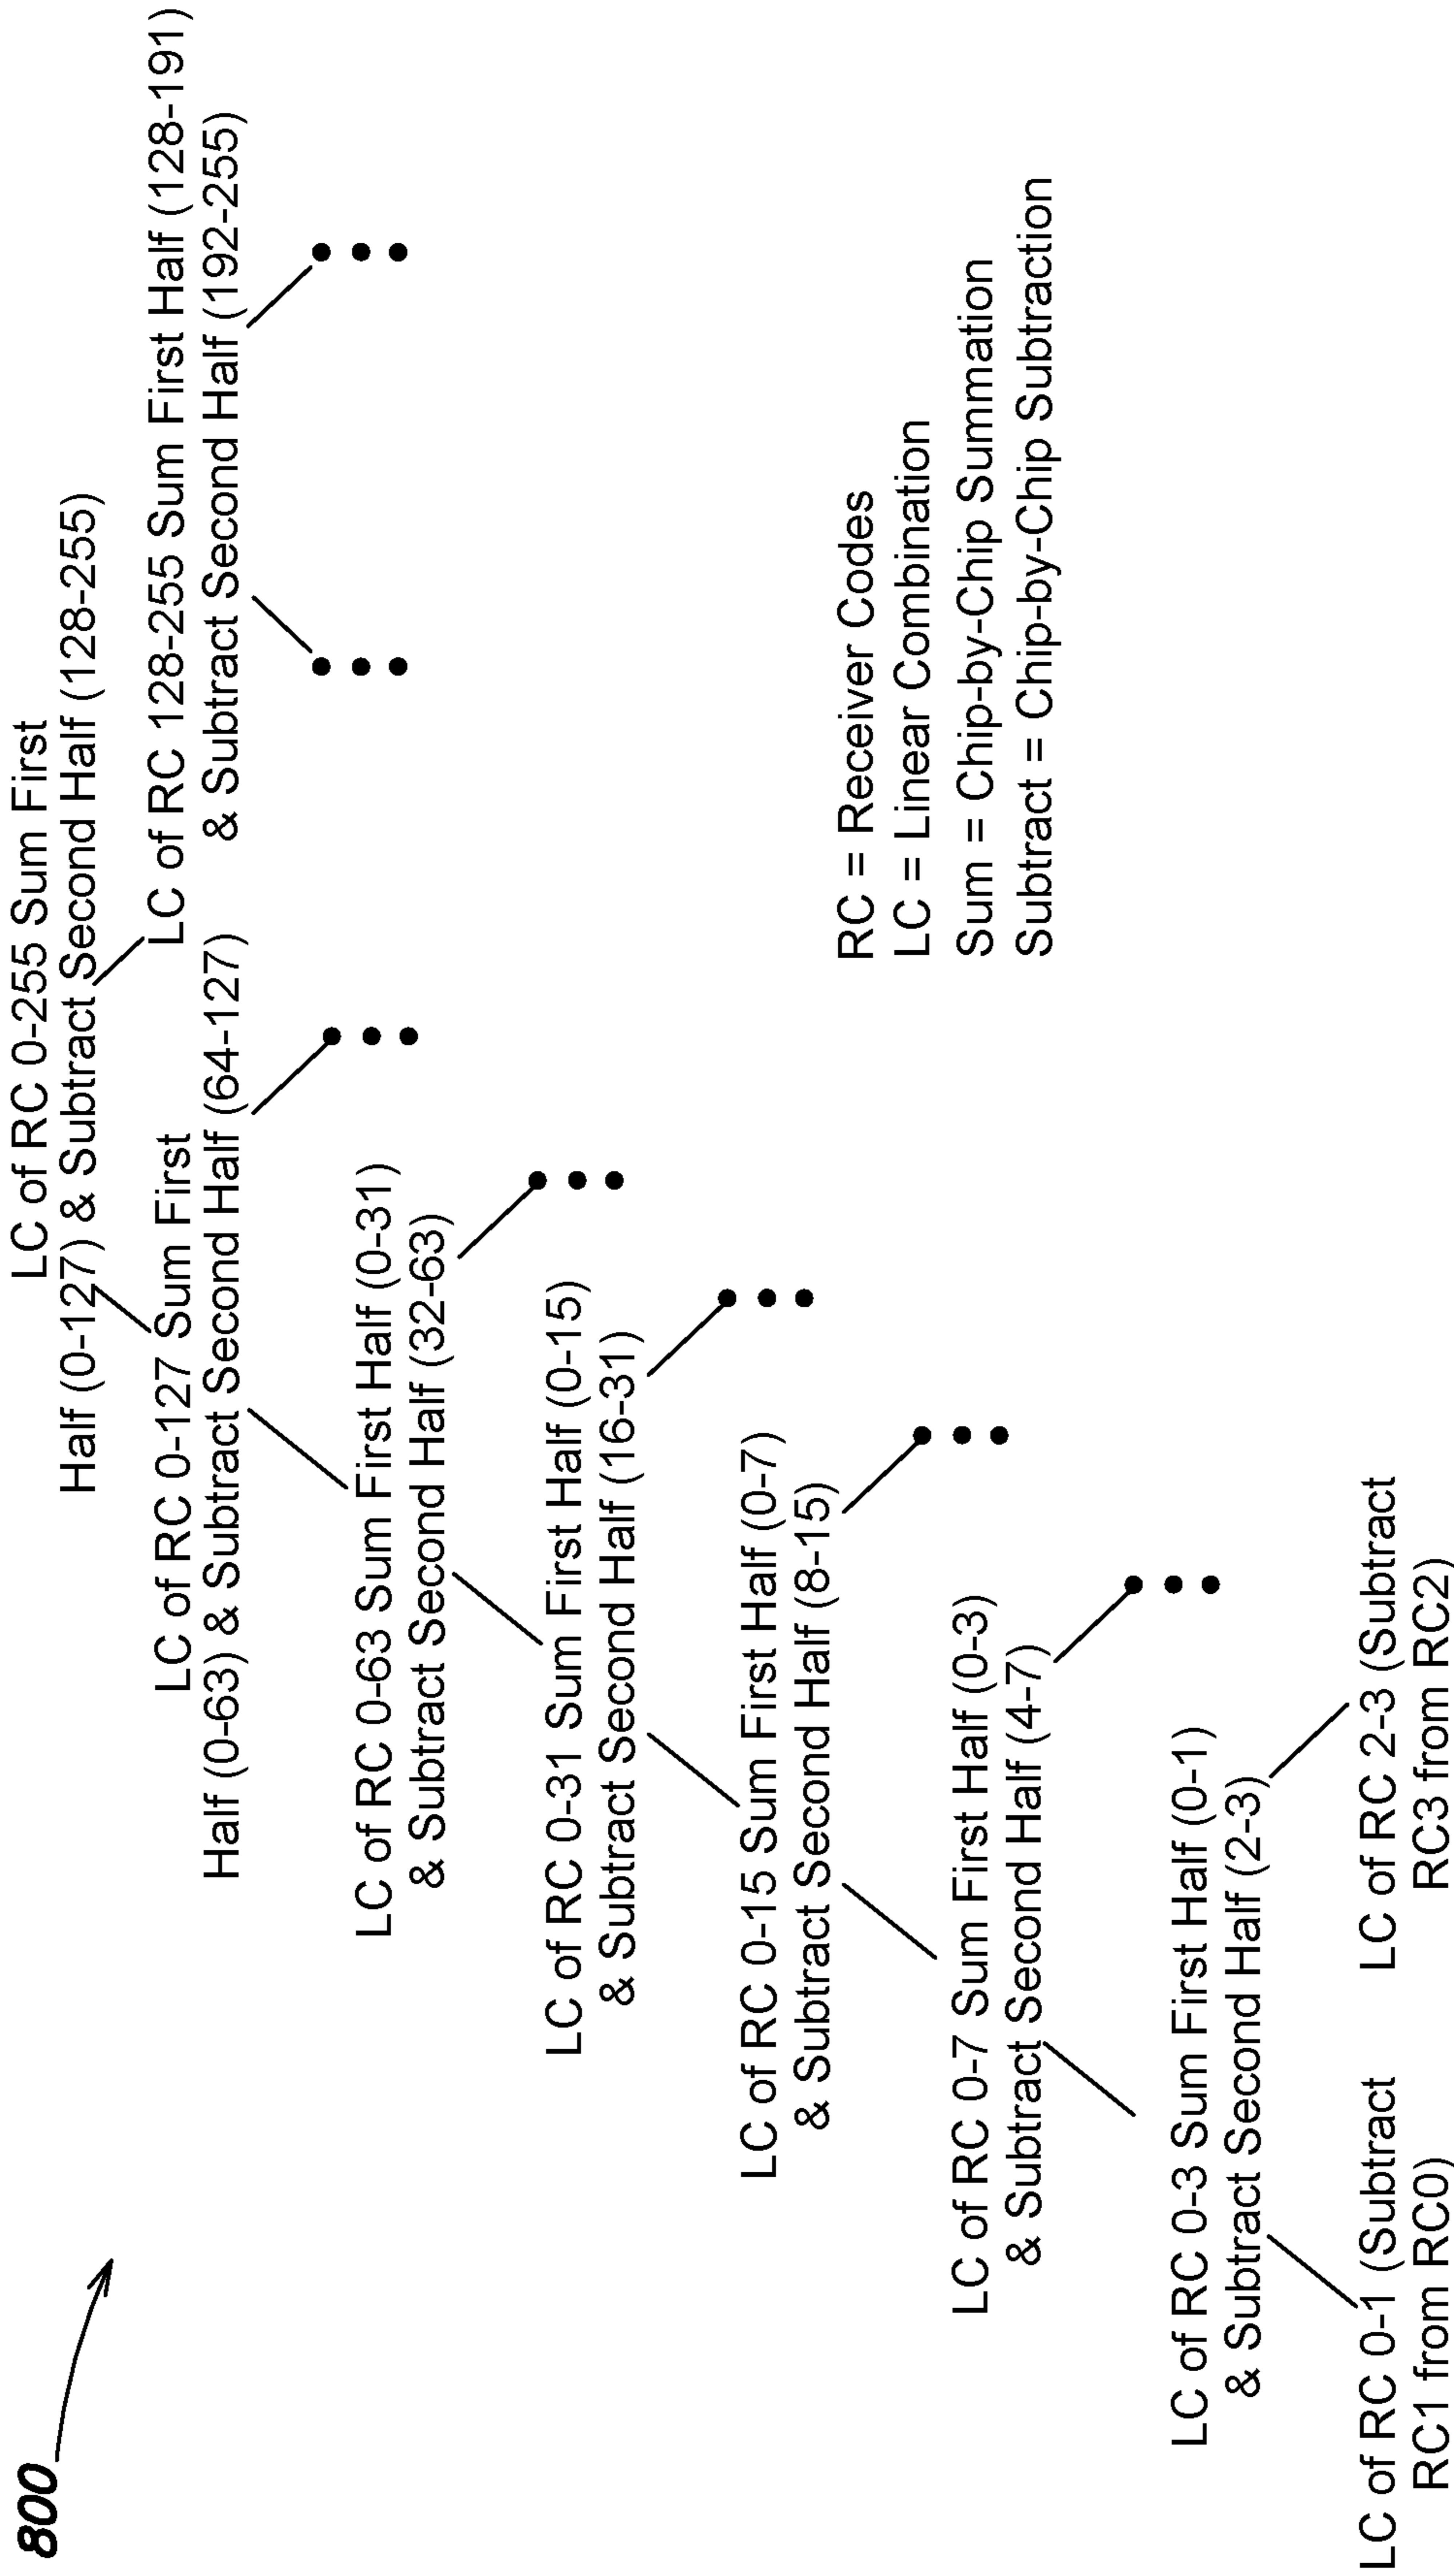 800
LC of RC 0-255 Sum First
Half (0-127) & Subtract Second Half (128-255)
LC of RC 0-127 Sum First
Half (0-63) & Subtract Second Half (64-127)
LC of RC 128-255 Sum First Half (128-191)
& Subtract Second Half (192-255)
LC of RC 0-63 Sum First Half (0-31)
& Subtract Second Half (32-63)
LC of RC 0-31 Sum First Half (0-15)
& Subtract Second Half (16-31)
LC of RC 0-15 Sum First Half (0-7)
& Subtract Second Half (8-15)
LC of RC 0-7 Sum First Half (0-3)
& Subtract Second Half (4-7)
LC of RC 0-3 Sum First Half (0-1)
& Subtract Second Half (2-3)
LC of RC 0-1 (Subtract
RC1 from RC0)
LC of RC 2-3 (Subtract
RC3 from RC2)
RC = Receiver Codes
LC = Linear Combination
Sum = Chip-by-Chip Summation
Subtract = Chip-by-Chip Subtraction